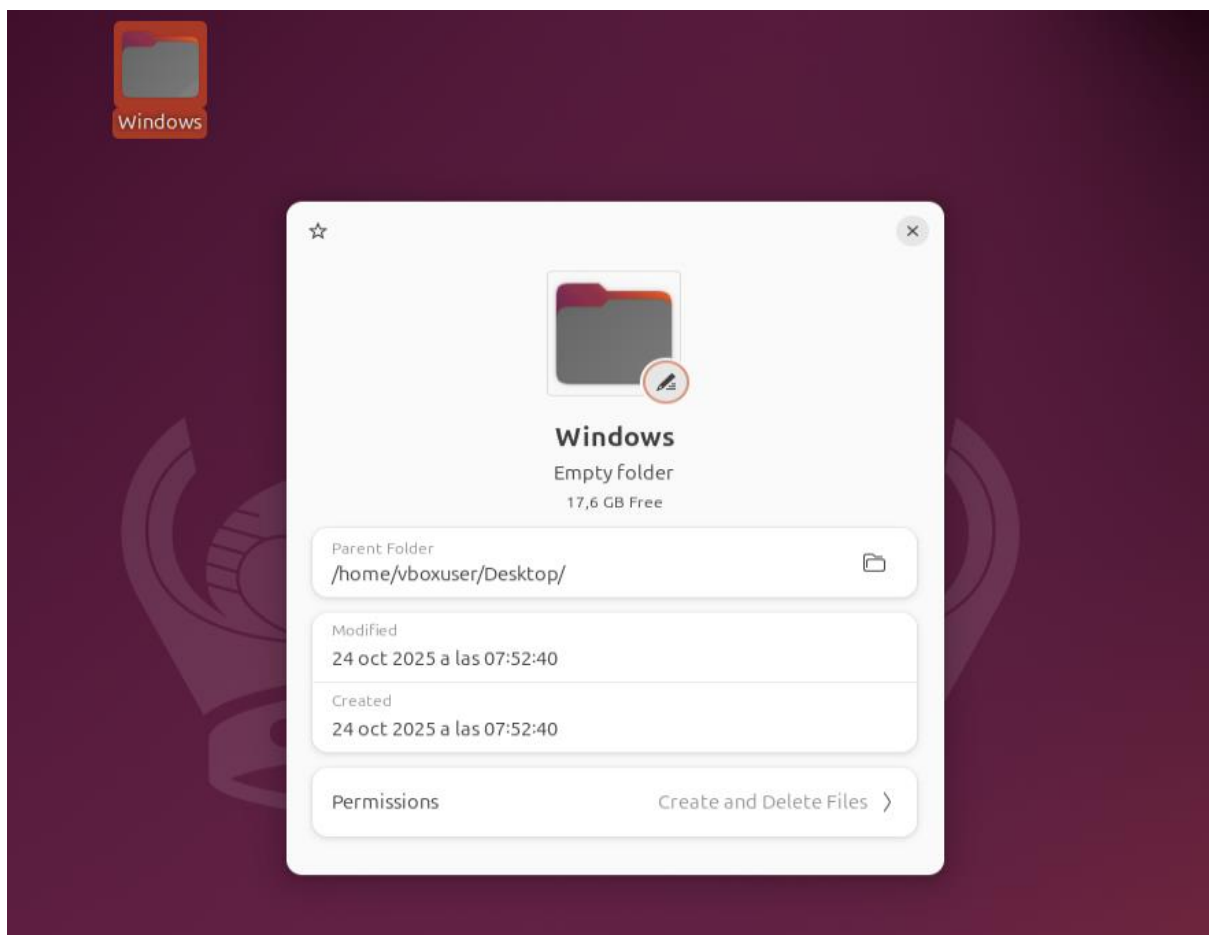 Windows
Windows
Empty folder
17,6 GB Free
Parent Folder
/home/vboxuser/Desktop/
Modified
24 oct 2025 a las 07:52:40
Created
24 oct 2025 a las 07:52:40
Permissions Create and Delete Files